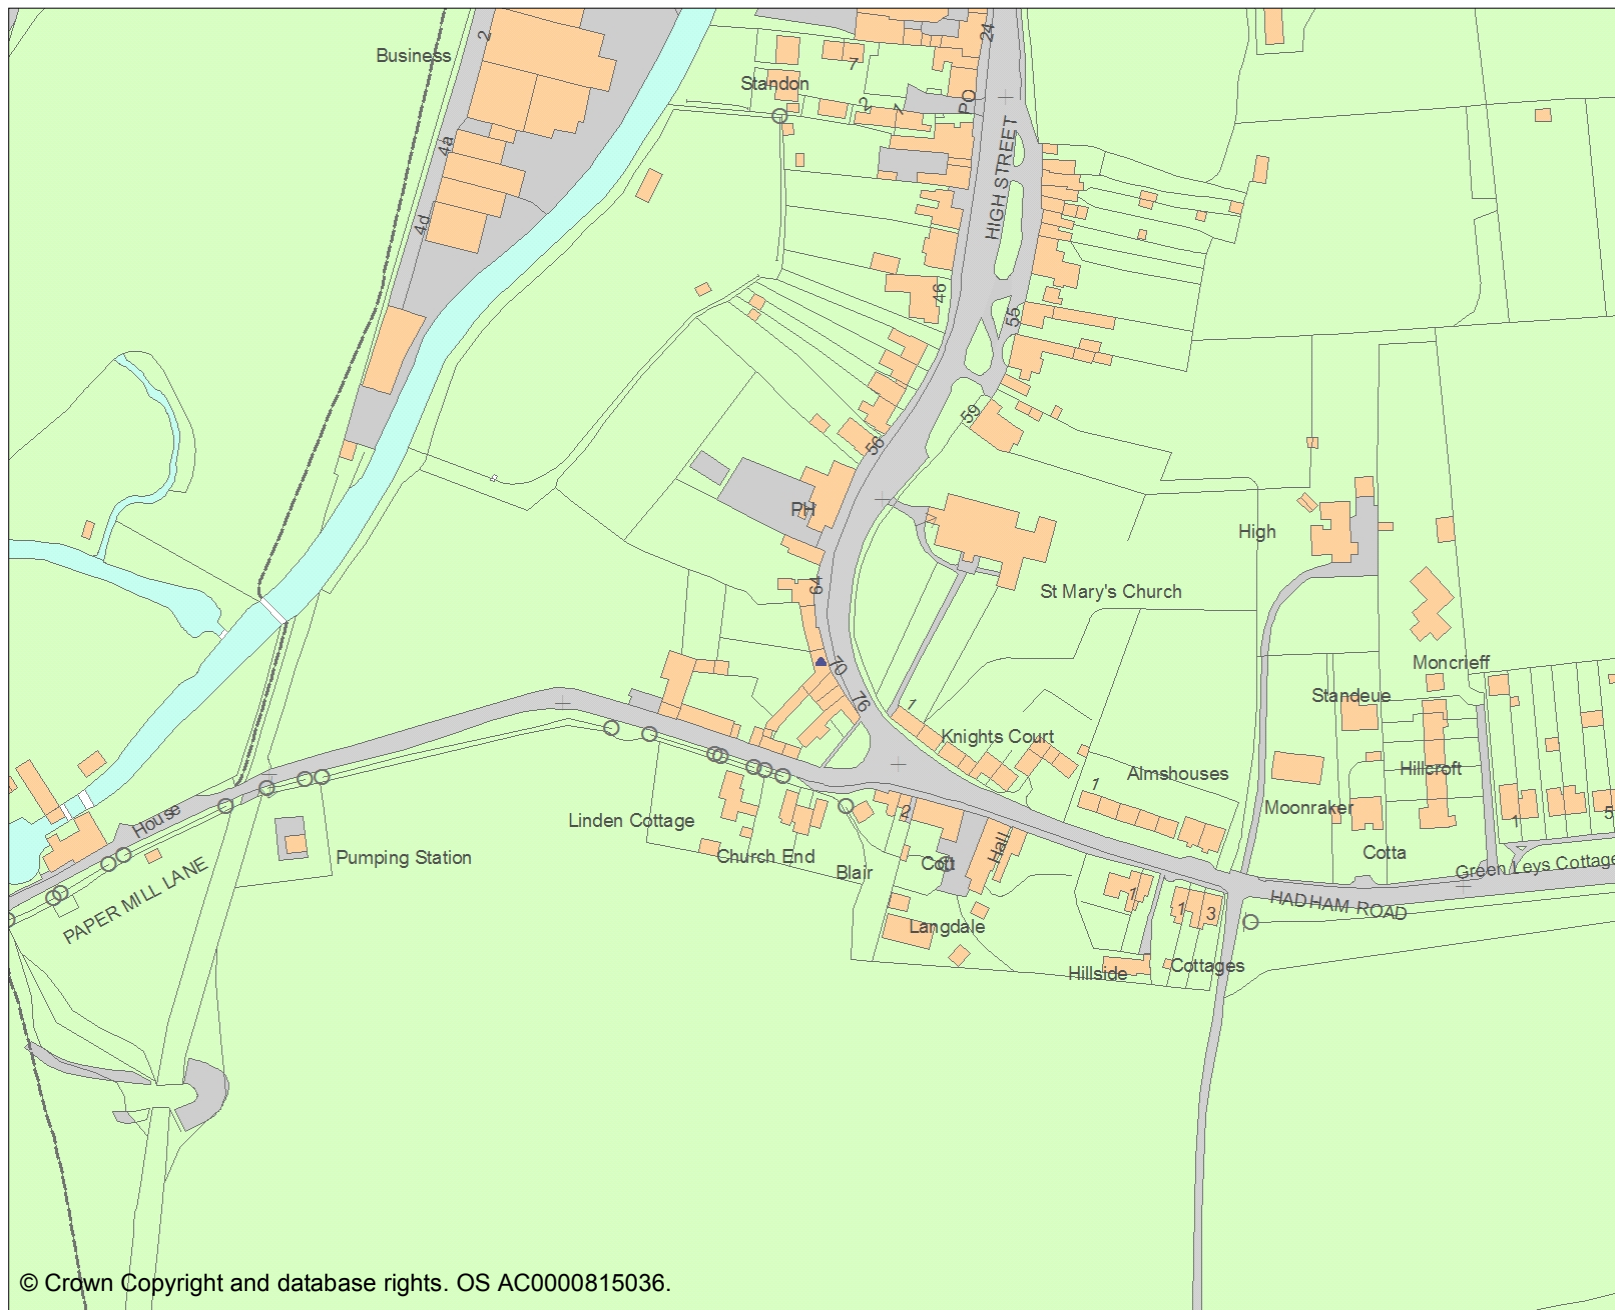 24
2
Business
7
Standon
2
1
PO
HIGH STREET
4a
4d
46
55
59
56
PH
High
64
St Mary's Church
70
Moncrieff
76
1
Standeue
Knights Court
Almshouses
1
Hillcroft
Moonraker
House
2
1
5
Linden Cottage
Hall
Pumping Station
Church End
Cott
Cotta
Blair
Green Leys Cottage
PAPER MILL LANE
1
1
3
HADHAM ROAD
Langdale
Hillside
Cottages
© Crown Copyright and database rights. OS AC0000815036.